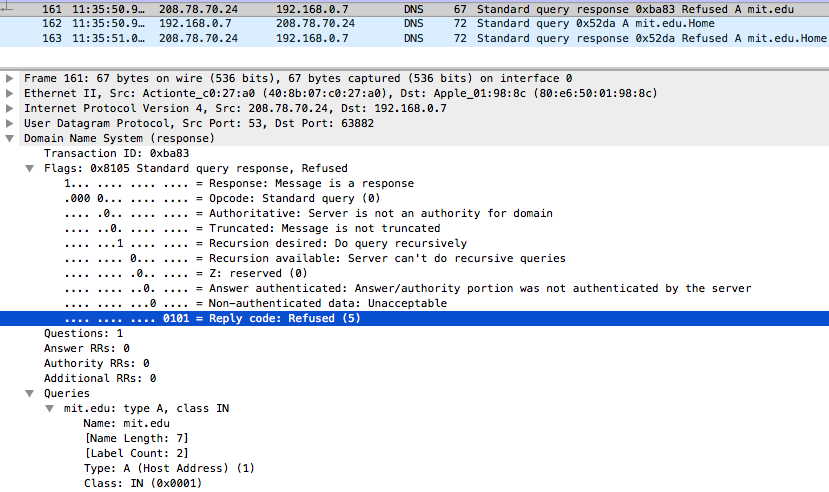 161 11:35:50.9… 208.78.70.24 192.168.0.7 DNS 67 Standard query response 0xba83 Refused A mit.edu
162 11:35:50.9… 192.168.0.7 208.78.70.24 DNS 72 Standard query 0x52da A mit.edu.Home
163 11:35:51.0… 208.78.70.24 192.168.0.7 DNS 72 Standard query response 0x52da Refused A mit.edu.Home
Frame 161: 67 bytes on wire (536 bits), 67 bytes captured (536 bits) on interface 0
Ethernet II, Src: Actionte_c0:27:a0 (40:8b:07:c0:27:a0), Dst: Apple_01:98:8c (80:e6:50:01:98:8c)
Internet Protocol Version 4, Src: 208.78.70.24, Dst: 192.168.0.7
User Datagram Protocol, Src Port: 53, Dst Port: 63882
Domain Name System (response)
Transaction ID: 0xba83
Flags: 0x8105 Standard query response, Refused
1... .... .... .... = Response: Message is a response
.000 0... .... .... = Opcode: Standard query (0)
.... .0.. .... .... = Authoritative: Server is not an authority for domain
.... ..0. .... .... = Truncated: Message is not truncated
.... ...1 .... .... = Recursion desired: Do query recursively
.... .... 0... .... = Recursion available: Server can't do recursive queries
.... .... .0.. .... = Z: reserved (0)
.... .... ..0. .... = Answer authenticated: Answer/authority portion was not authenticated by the server
.... .... ...0 .... = Non-authenticated data: Unacceptable
.... .... .... 0101 = Reply code: Refused (5)
Questions: 1
Answer RRs: 0
Authority RRs: 0
Additional RRs: 0
Queries
mit.edu: type A, class IN
Name: mit.edu
[Name Length: 7]
[Label Count: 2]
Type: A (Host Address) (1)
Class: IN (0x0001)